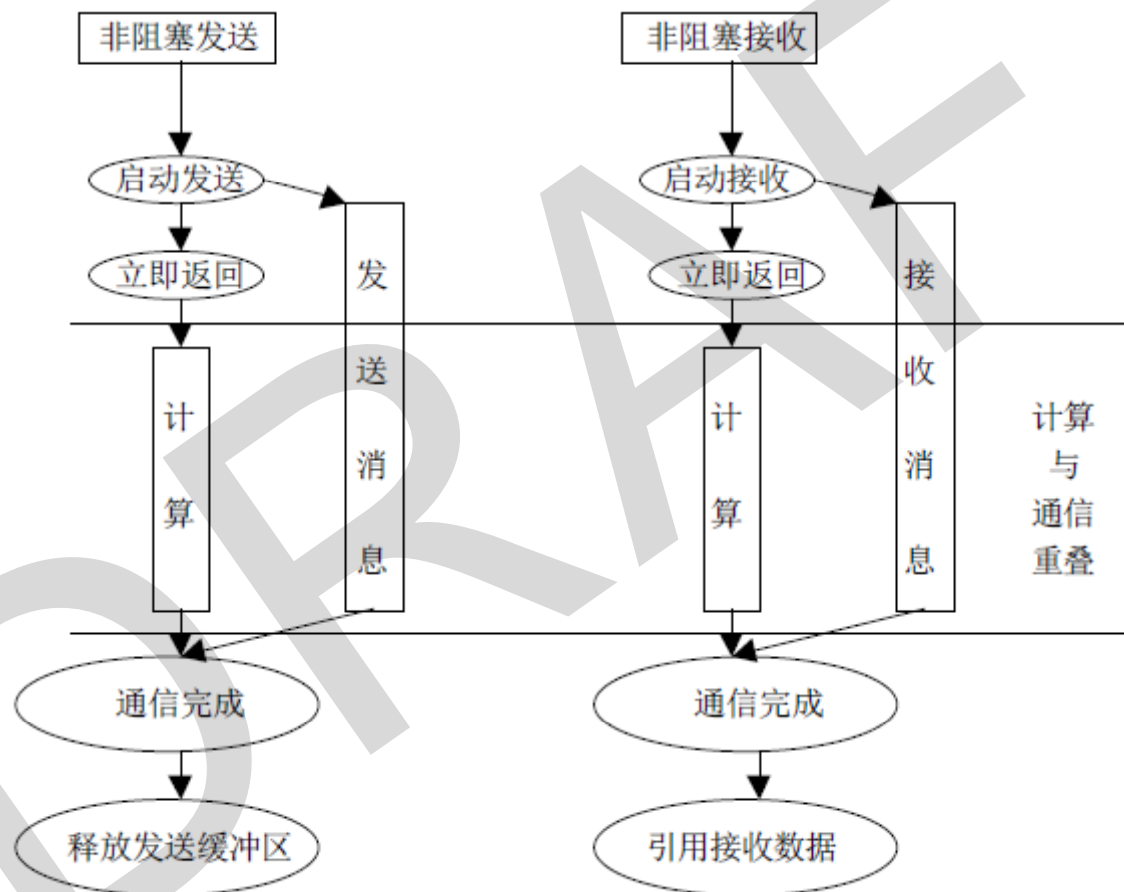 非阻塞发送
非阻塞接收
启动发送
启动接收
立即返回
立即返回
发送消息
接收消息
计算
计算
计算
与
通信
重叠
通信完成
通信完成
释放发送缓冲区
引用接收数据
DRAF